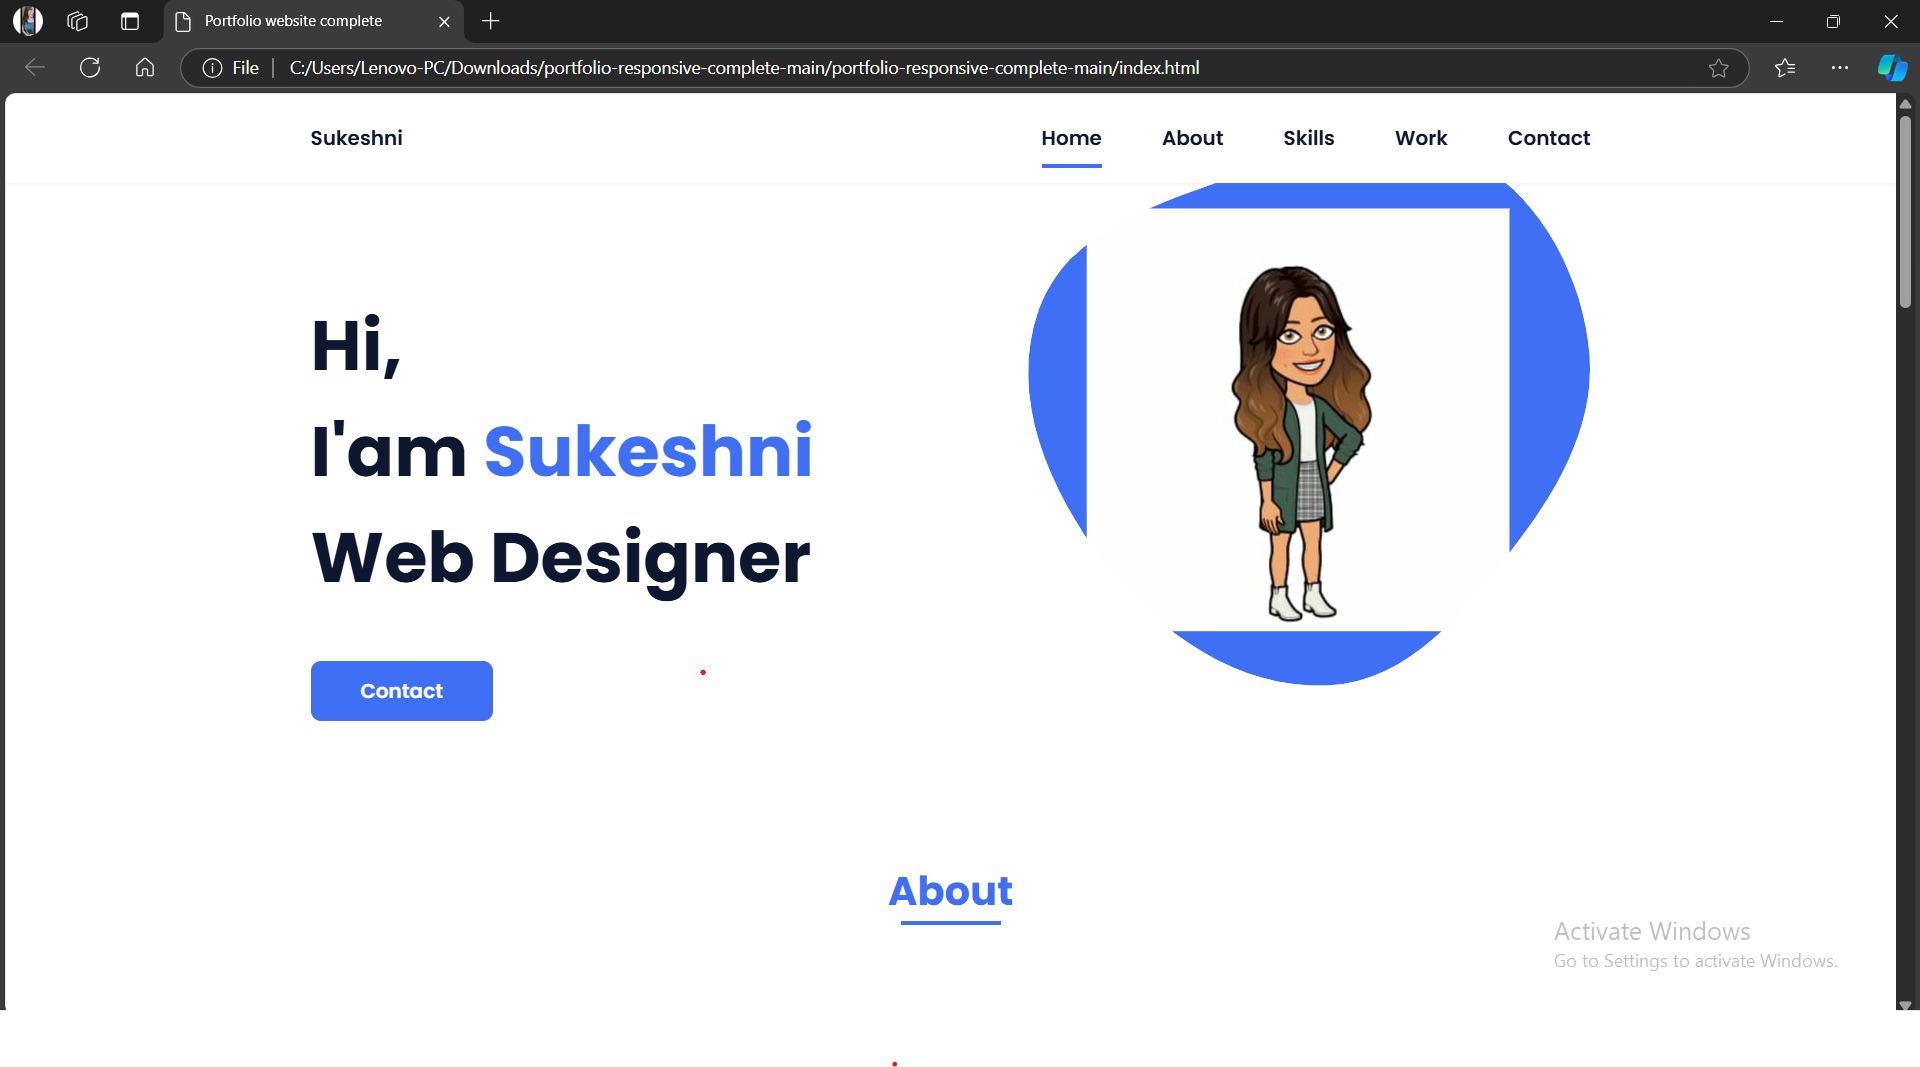 Portfolio website complete
File C:/Users/Lenovo-PC/Downloads/portfolio-responsive-complete-main/portfolio-responsive-complete-main/index.html
Sukeshni Home About Skills Work Contact
Hi,
I'am Sukeshni
Web Designer
Contact
About
Activate Windows
Go to Settings to activate Windows.